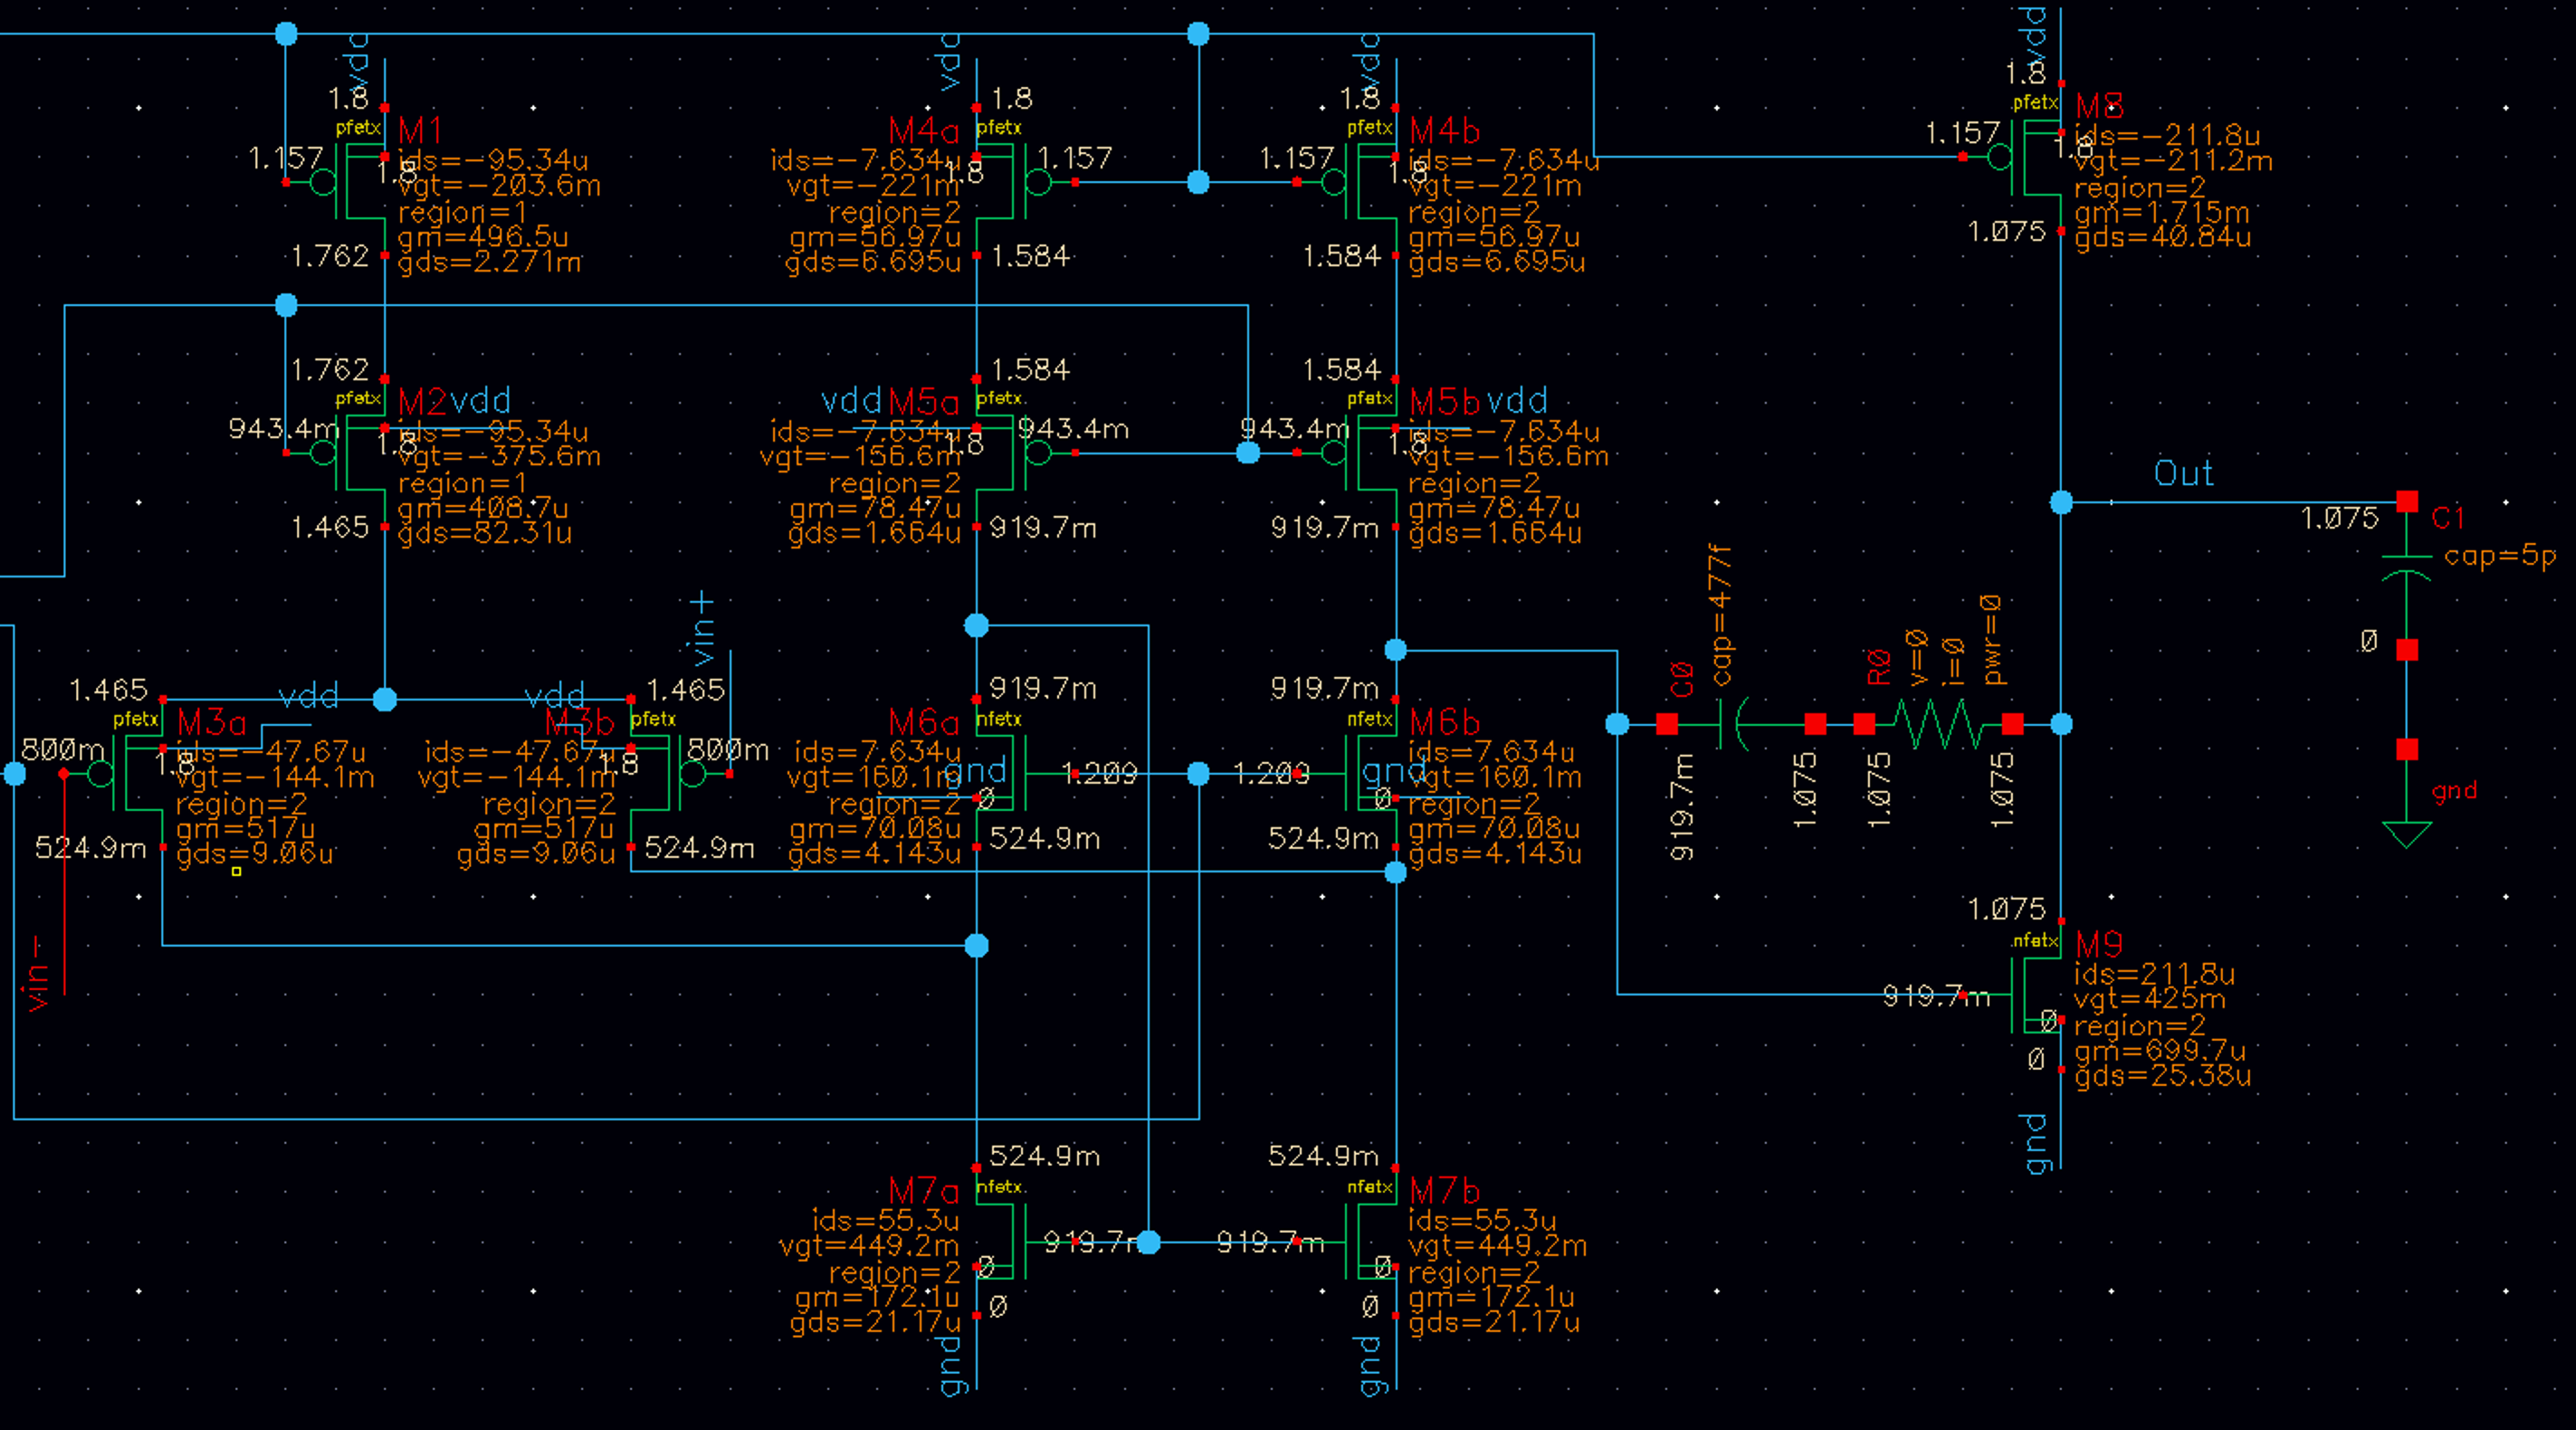 vdd
1.8
pfetx
M1
1.157
1.8
ids=-95.34u
vgt=-203.6m
region=1
gm=496.5u
gds=2.271m
1.762
vdd
1.8
M4a
pfetx
ids=-7.634u
vgt=-221m
1.8
region=2
gm=56.97u
gds=6.695u
1.157
1.584
vdd
1.8
pfetx
M4b
1.157
1.8
ids=-7.634u
vgt=-221m
region=2
gm=56.97u
gds=6.695u
1.584
vdd
1.8
pfetx
M8
1.157
1.8
ids=-211.8u
vgt=-211.2m
region=2
gm=1.715m
gds=40.84u
1.075
1.762
pfetx
M2
vdd
943.4m
1.8
ids=-95.34u
vgt=-375.6m
region=1
gm=408.7u
gds=82.31u
1.465
1.584
vdd
M5a
pfetx
ids=-7.634u
vgt=-156.6m
1.8
region=2
gm=78.47u
gds=1.664u
943.4m
919.7m
1.584
pfetx
M5b
vdd
943.4m
1.8
ids=-7.634u
vgt=-156.6m
region=2
gm=78.47u
gds=1.664u
919.7m
Out
1.075
C1
cap=5p
0
gnd
1.465
vdd
pfetx
M3a
800m
1.8
ids=-47.67u
vgt=-144.1m
region=2
gm=517u
gds=9.06u
524.9m
vin-
vin+
vdd
1.465
M3b
pfetx
800m
ids=-47.67u
vgt=-144.1m
1.8
region=2
gm=517u
gds=9.06u
524.9m
919.7m
M6a
nfetx
ids=7.634u
vgt=160.1m
gnd
region=2
0
gm=70.08u
gds=4.143u
1.209
524.9m
919.7m
nfetx
M6b
1.209
gnd
0
ids=7.634u
vgt=160.1m
region=2
gm=70.08u
gds=4.143u
524.9m
C0
cap=477f
919.7m
1.075
R0
v=0
i=0
pwr=0
1.075
1.075
1.075
nfetx
M9
919.7m
ids=211.8u
vgt=425m
0
region=2
gm=699.7u
gds=25.38u
0
gnd
524.9m
M7a
nfetx
ids=55.3u
vgt=449.2m
region=2
0
gm=172.1u
gds=21.17u
919.7m
0
gnd
524.9m
nfetx
M7b
919.7m
0
ids=55.3u
vgt=449.2m
region=2
gm=172.1u
gds=21.17u
0
gnd